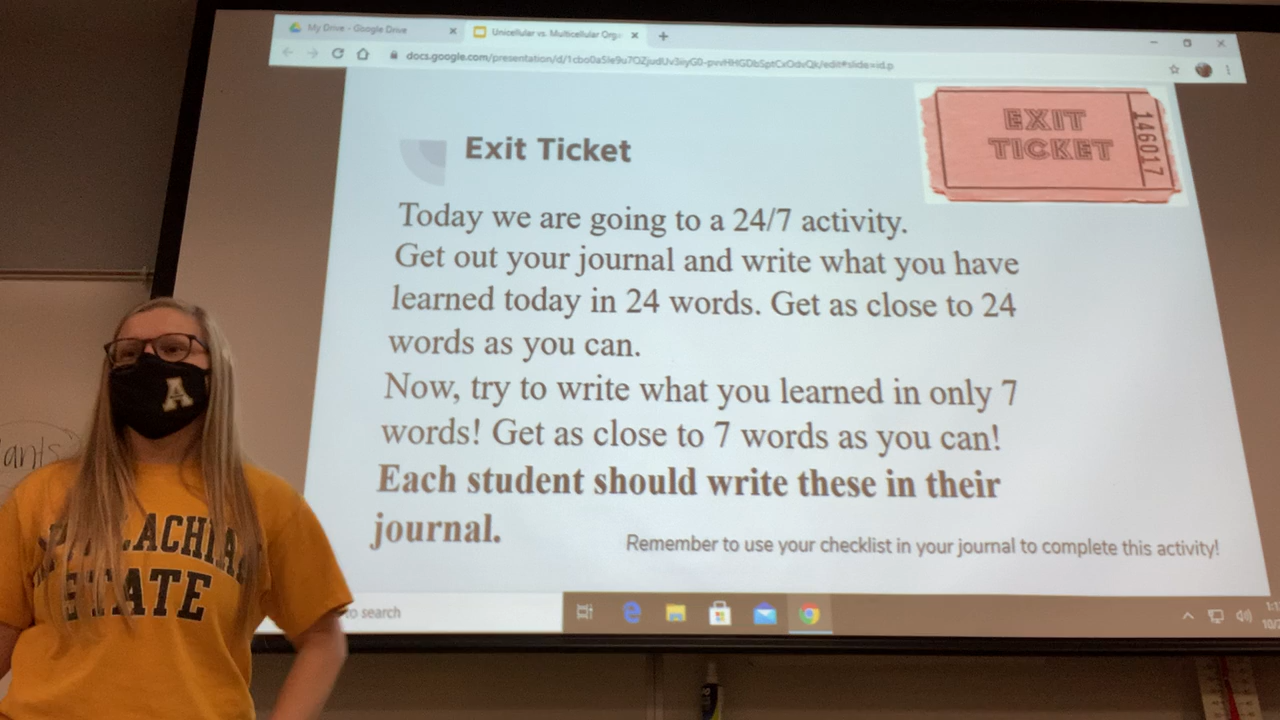 My Drive - Google Drive
Unicellular vs. Multicellular Org
EXIT
TICKET
146017
Exit Ticket
Today we are going to a 24/7 activity.
Get out your journal and write what you have
learned today in 24 words. Get as close to 24
words as you can.
Now, try to write what you learned in only 7
words! Get as close to 7 words as you can!
Each student should write these in their
journal.
Remember to use your checklist in your journal to complete this activity!
to search
A
STATE
ants